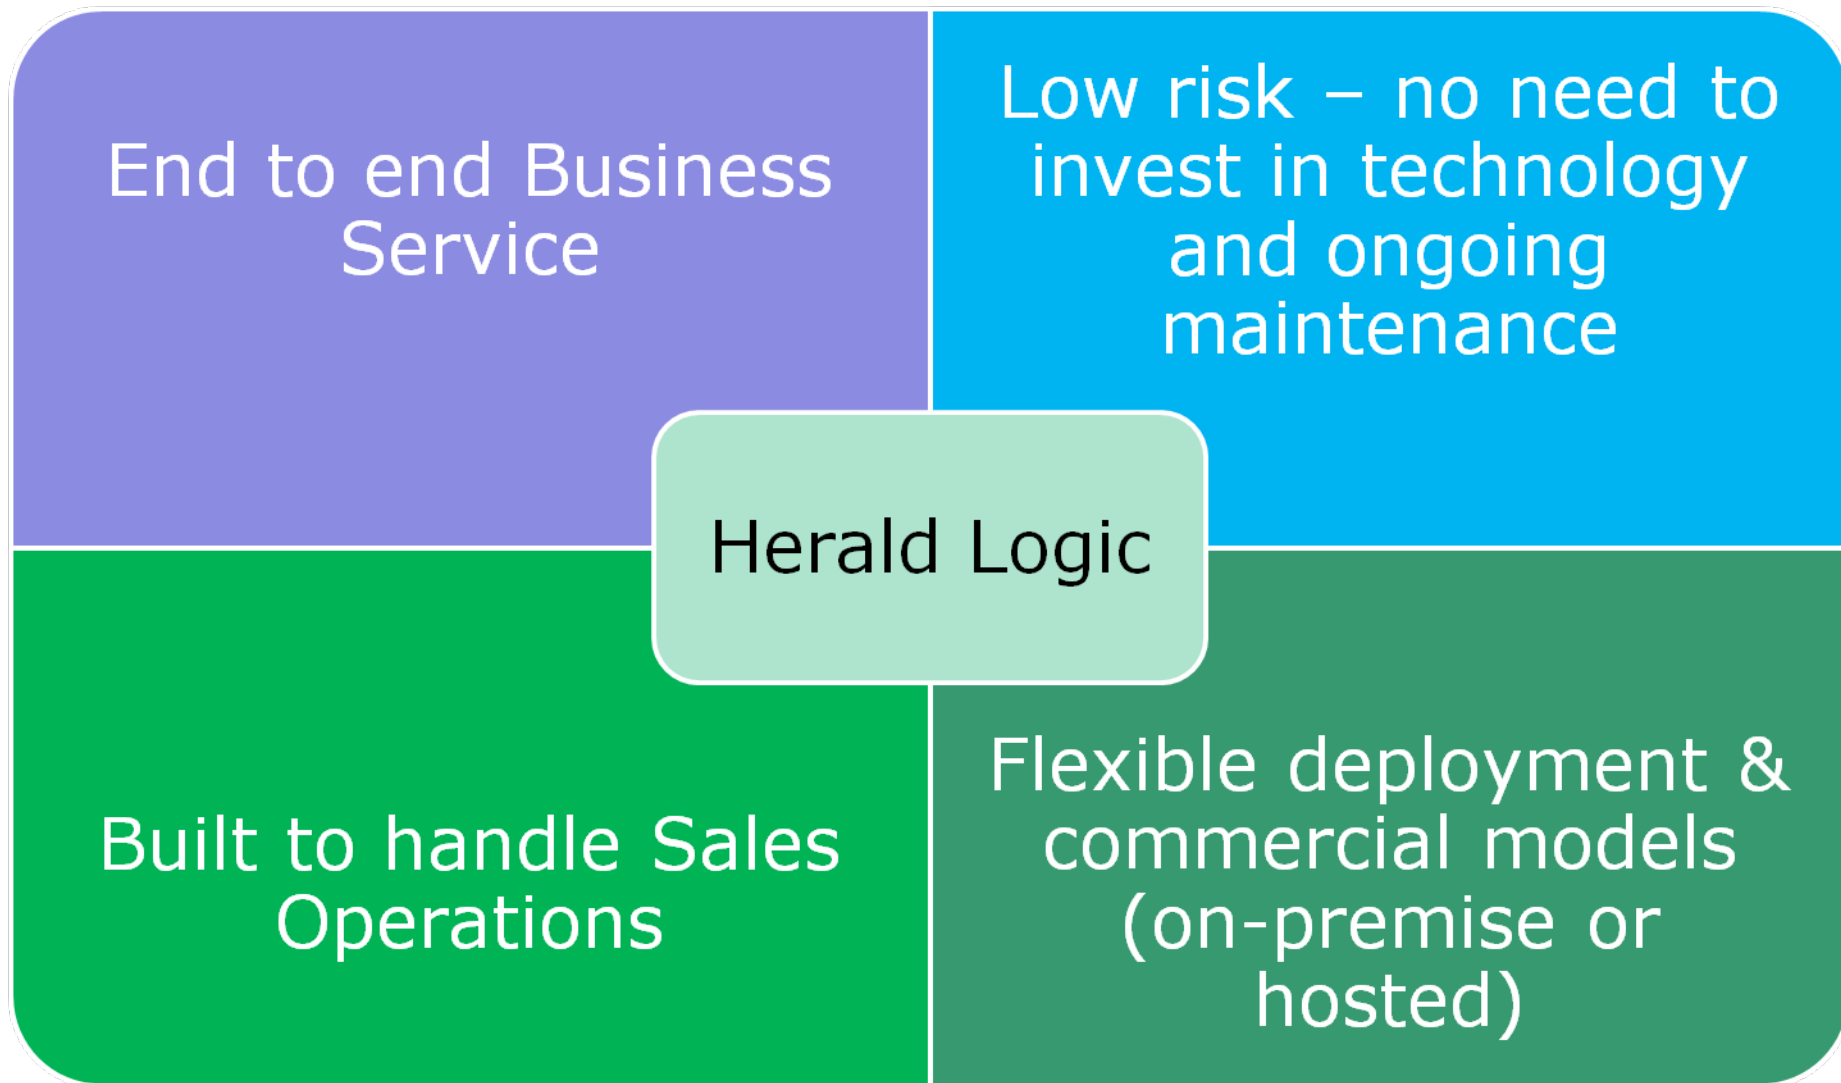 End to end Business
Service
Low risk – no need to
invest in technology
and ongoing
maintenance
Herald Logic
Built to handle Sales
Operations
Flexible deployment &
commercial models
(on-premise or
hosted)